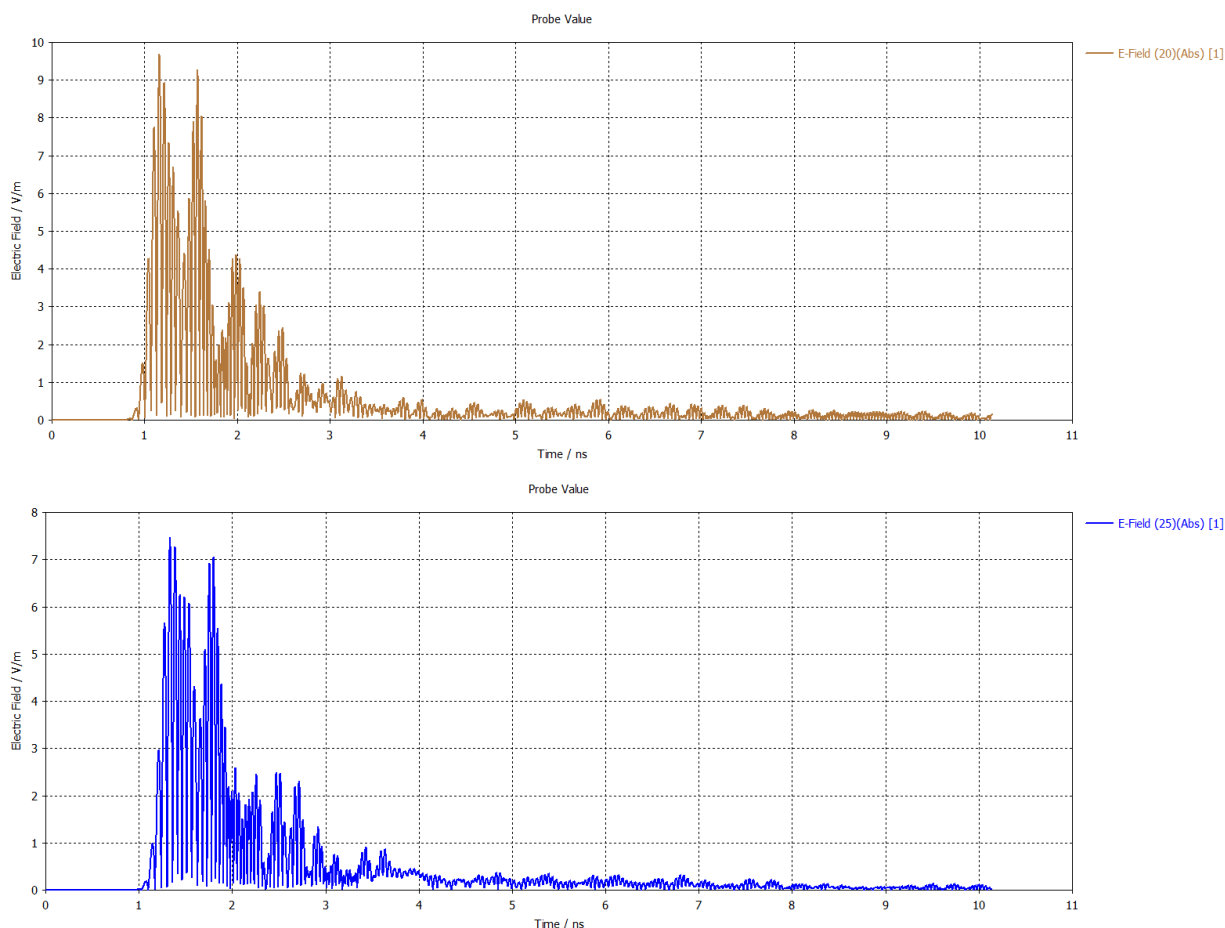 Probe Value
10
9
8
7
6
5
4
3
2
1
0
Electric Field / V/m
0 1 2 3 4 5 6 7 8 9 10 11
Time / ns
E-Field (20)(Abs) [1]
Probe Value
8
7
6
5
4
3
2
1
0
Electric Field / V/m
0 1 2 3 4 5 6 7 8 9 10 11
Time / ns
E-Field (25)(Abs) [1]